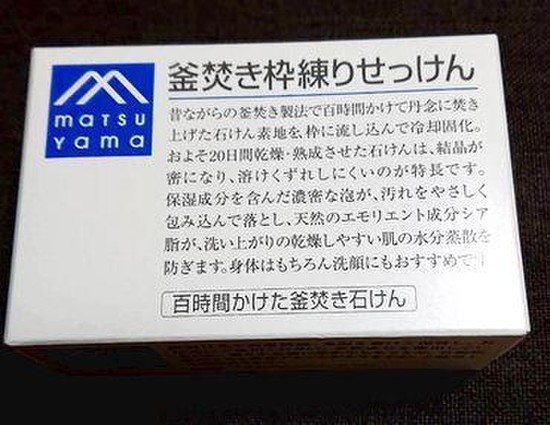 matsu
yama
釜焚き枠練りせっけん
昔ながらの釜焚き製法で百時間かけて丹念に焚き
上げた石けん素地を枠に流し込んで冷却固化。
およそ20日間乾燥・熟成させた石けんは、結晶が
密になり、溶けくずれしにくいのが特長です。
保湿成分を含んだ濃密な泡が、汚れをやさしく
包み込んで落とし、天然のエモリエント成分シア
脂が、洗い上がりの乾燥しやすい肌の水分蒸散を
防ぎます。身体はもちろん洗顔にもおすすめです
百時間かけた釜焚き石けん